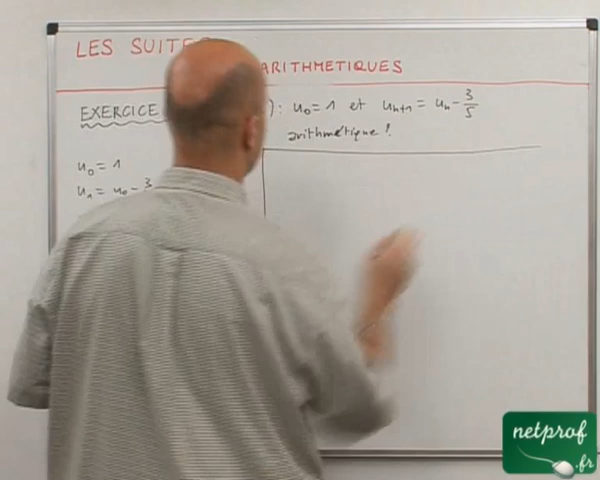 LES SUITES ARITHMETIQUES
EXERCICE ) : u₀ = 1 et uₙ₊₁ = uₙ - 3/5
arithmétique !
u₀ = 1
u₁ = u₀ - 3
netprof
.fr